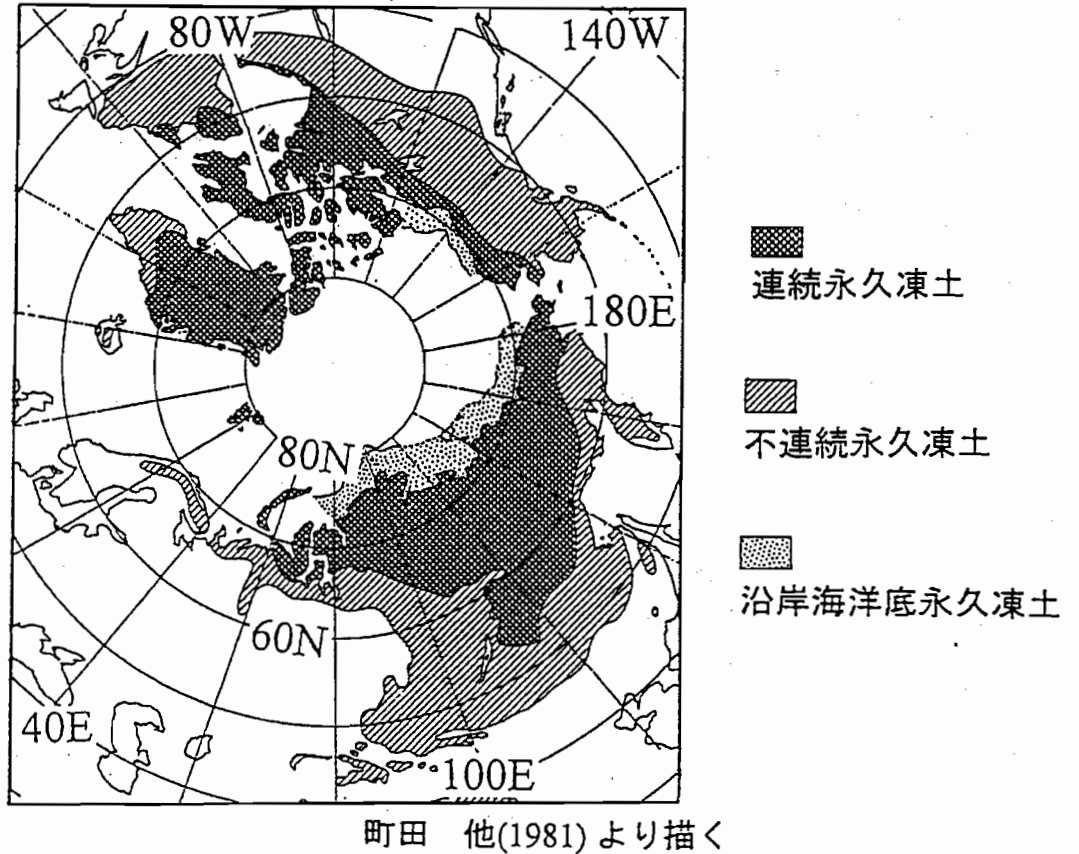 80W
140W
180E
80N
60N
40E
100E
連続永久凍土
不連続永久凍土
沿岸海洋底永久凍土
町田 他(1981) より描く